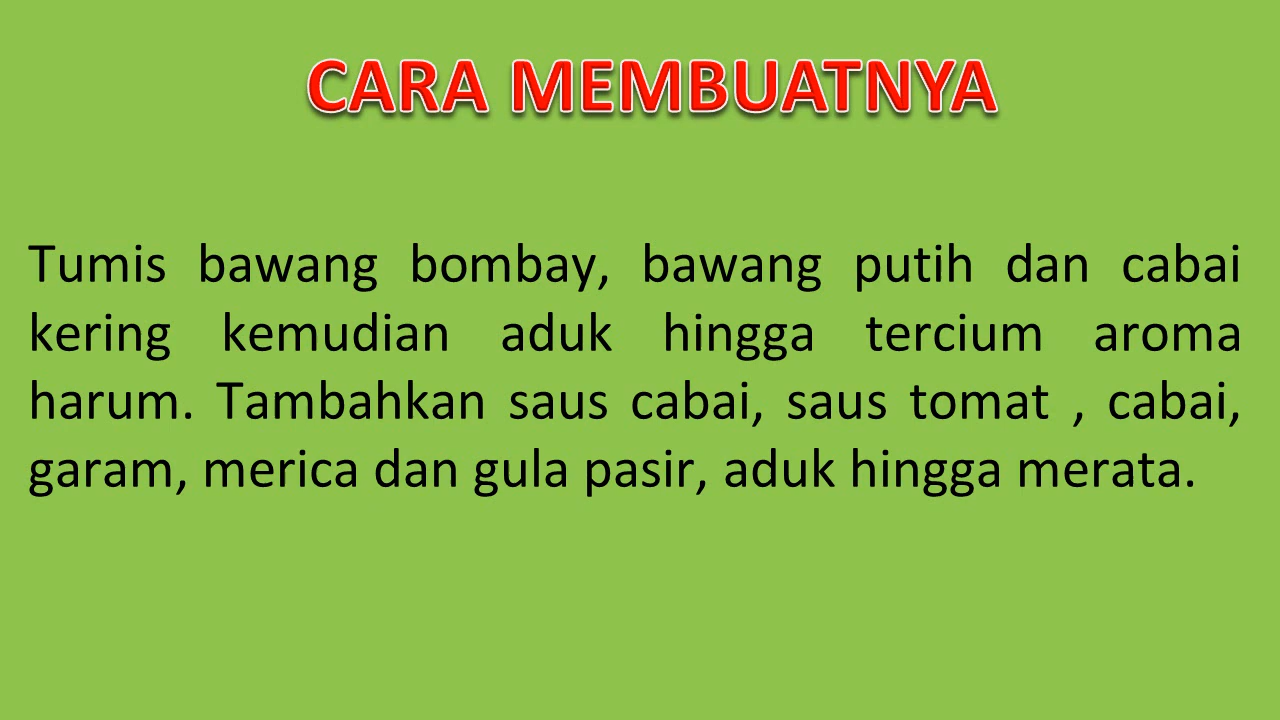 CARA MEMBUATNYA
Tumis bawang bombay, bawang putih dan cabai
kering kemudian aduk hingga tercium aroma
harum. Tambahkan saus cabai, saus tomat , cabai,
garam, merica dan gula pasir, aduk hingga merata.